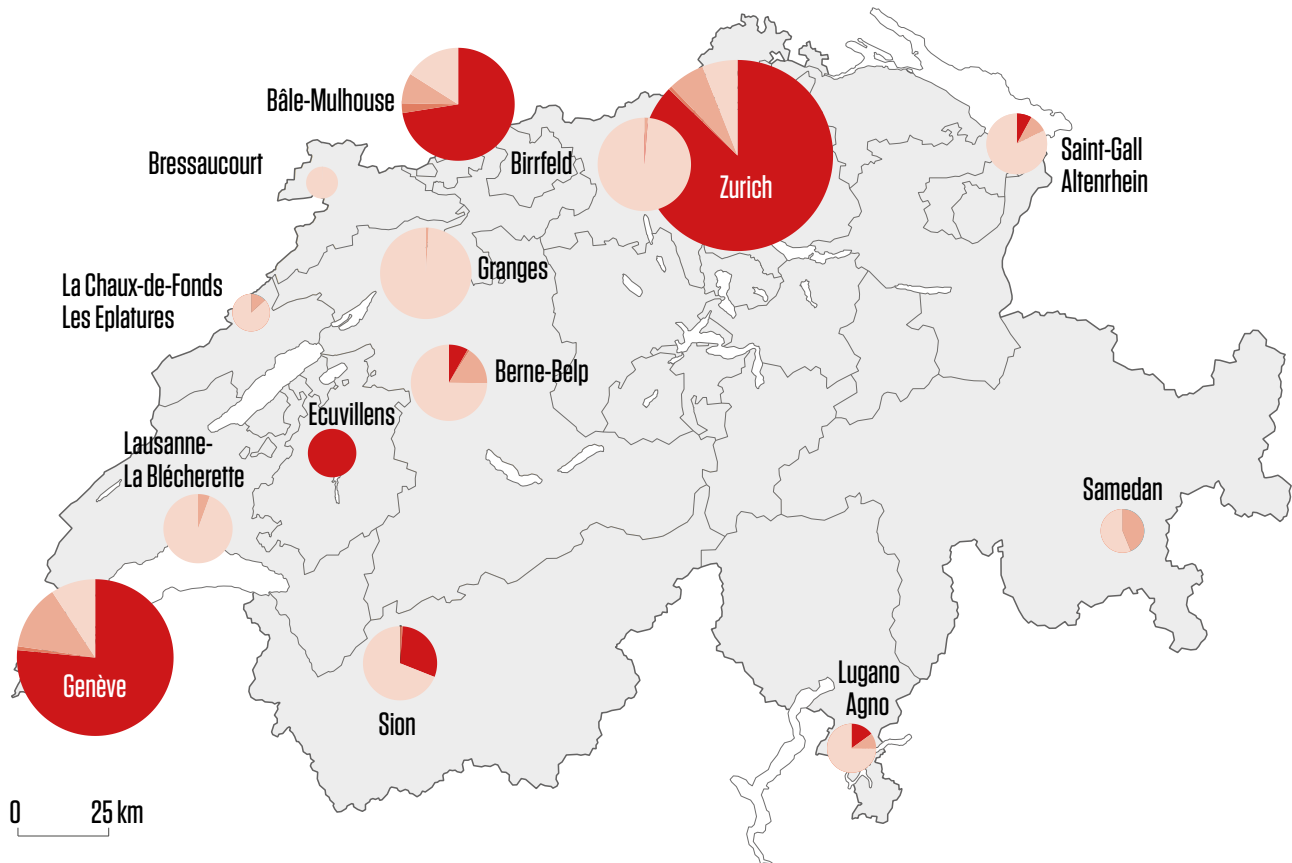 Bâle-Mulhouse
Bressaucourt
Birrfeld
Zurich
Saint-Gall
Altenrhein
Granges
La Chaux-de-Fonds
Les Eplatures
Berne-Belp
Ecuvillens
Lausanne-
La Blécherette
Samedan
Genève
Sion
Lugano
Agno
0 25 km